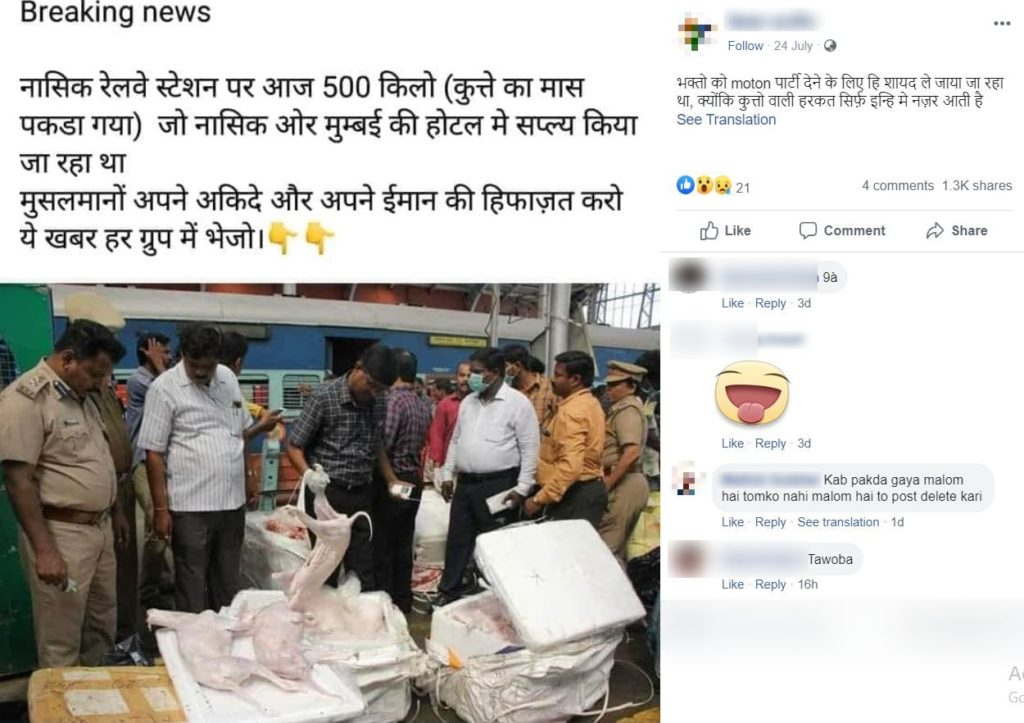 Breaking news
नासिक रेलवे स्टेशन पर आज 500 किलो (कुत्ते का मास
पकडा गया) जो नासिक ओर मुम्बई की होटल मे सप्ल्य किया
जा रहा था
मुसलमानों अपने अकिदे और अपने ईमान की हिफाज़त करो
ये खबर हर ग्रुप में भेजो।👇👇
Follow · 24 July ·
भक्तो को moton पार्टी देने के लिए हि शायद ले जाया जा रहा
था, क्योंकि कुत्तो वाली हरकत सिर्फ़ इन्हि मे नज़र आती है
See Translation
21
4 comments 1.3K shares
Like Comment Share
9à
Like · Reply · 3d
Like · Reply · 3d
Kab pakda gaya malom
hai tomko nahi malom hai to post delete kari
Like · Reply · See translation · 1d
Tawoba
Like · Reply · 16h